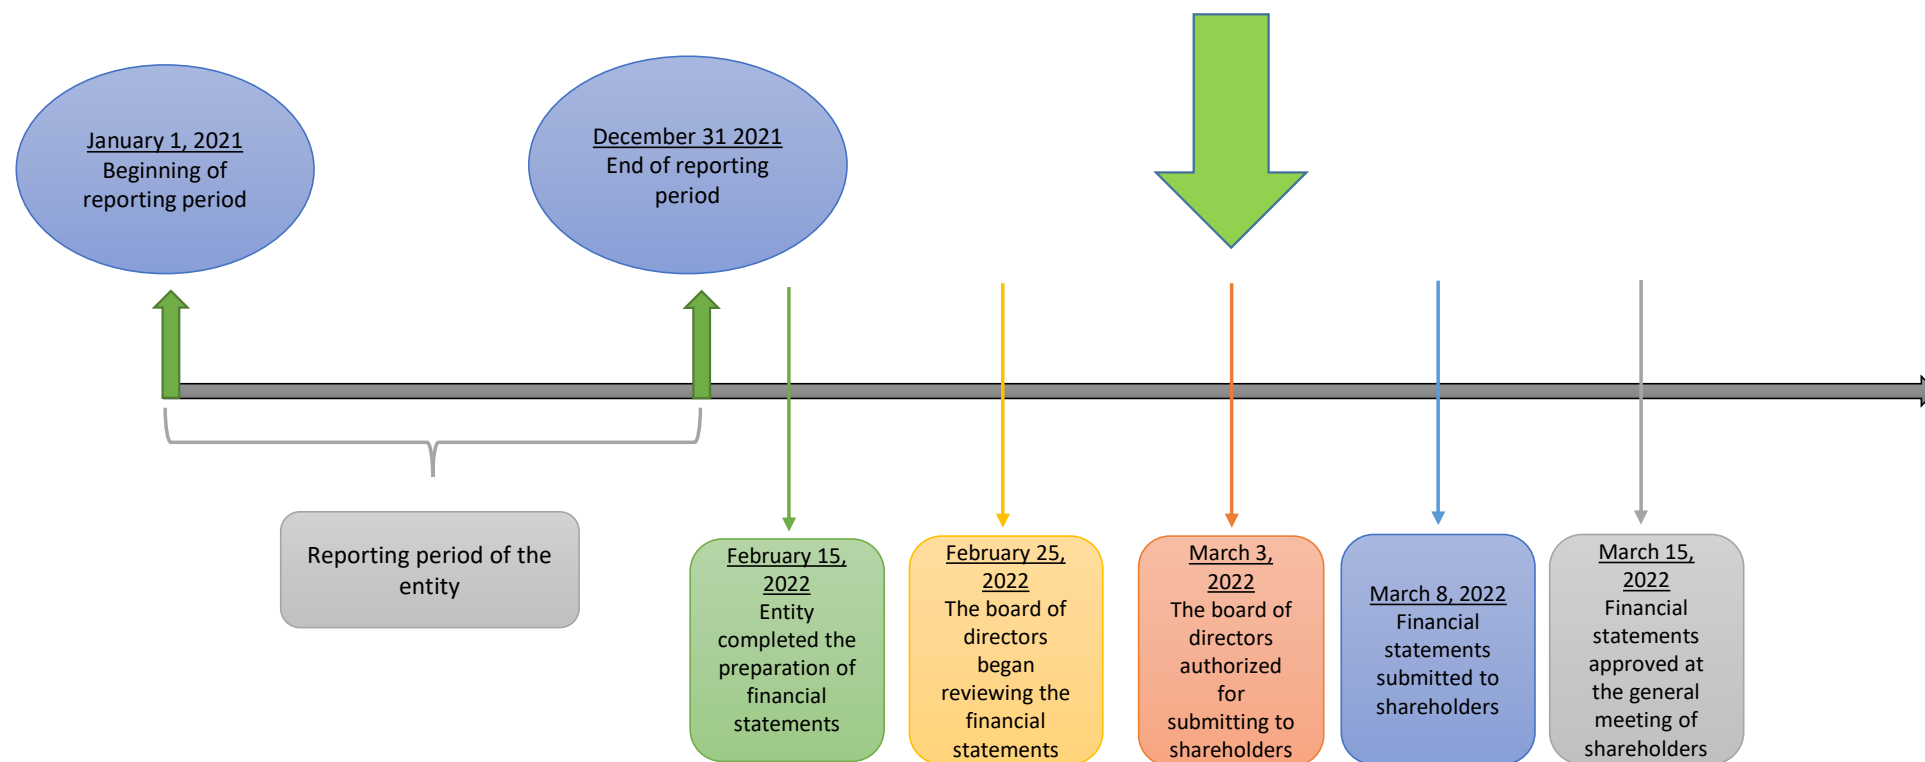 January 1, 2021
Beginning of
reporting period
December 31 2021
End of reporting
period
Reporting period of the
entity
February 15,
2022
Entity
completed the
preparation of
financial
statements
February 25,
2022
The board of
directors
began
reviewing the
financial
statements
March 3,
2022
The board of
directors
authorized
for
submitting to
shareholders
March 8, 2022
Financial
statements
submitted to
shareholders
March 15,
2022
Financial
statements
approved at
the general
meeting of
shareholders